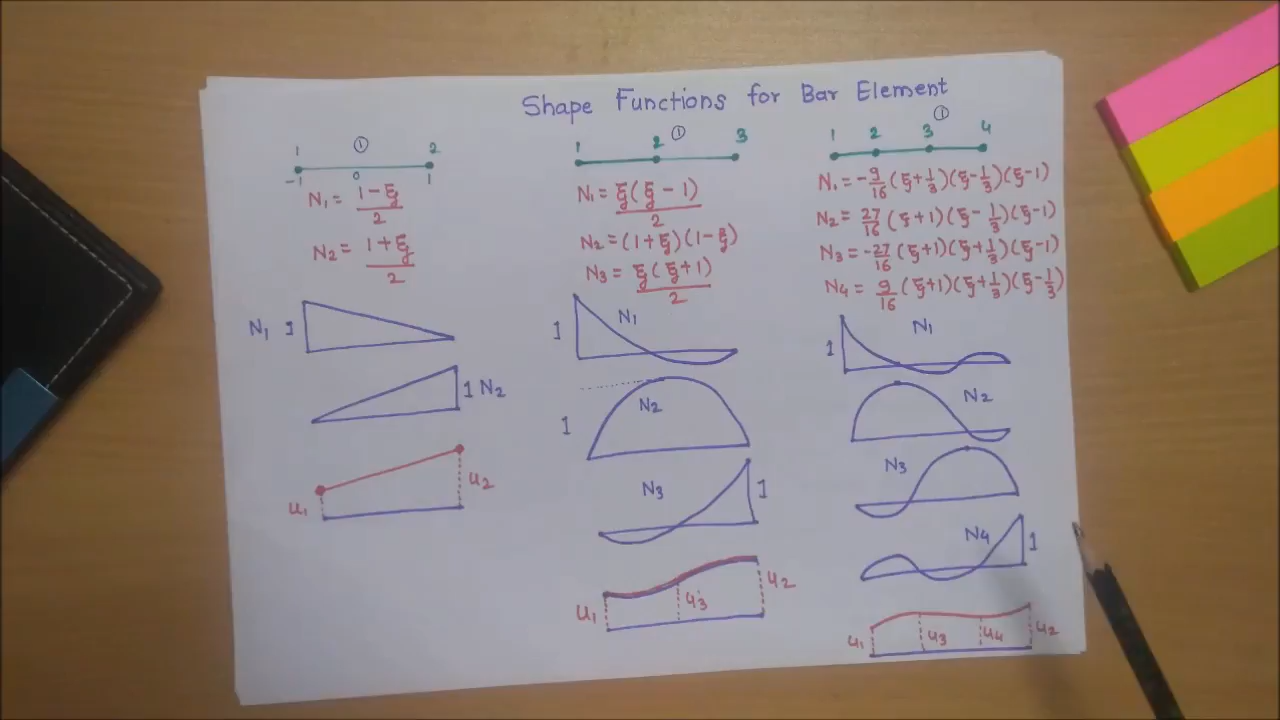 Shape Functions for Bar Element
1 ① 2
-1 0 1
N₁ = (1-ξ)/2
N₂ = (1+ξ)/2
N₁ 1
1 N₂
u₁ u₂
1 2 ① 3
N₁ = ξ(ξ-1)/2
N₂ = (1+ξ)(1-ξ)
N₃ = ξ(ξ+1)/2
1 N₁
1 N₂
N₃ 1
u₁ u₃ u₂
1 2 3 ① 4
N₁ = -9/16 (ξ+1/3)(ξ-1/3)(ξ-1)
N₂ = 27/16 (ξ+1)(ξ-1/3)(ξ-1)
N₃ = -27/16 (ξ+1)(ξ+1/3)(ξ-1)
N₄ = 9/16 (ξ+1)(ξ+1/3)(ξ-1/3)
1 N₁
N₂
N₃
N₄ 1
u₁ u₃ u₄ u₂